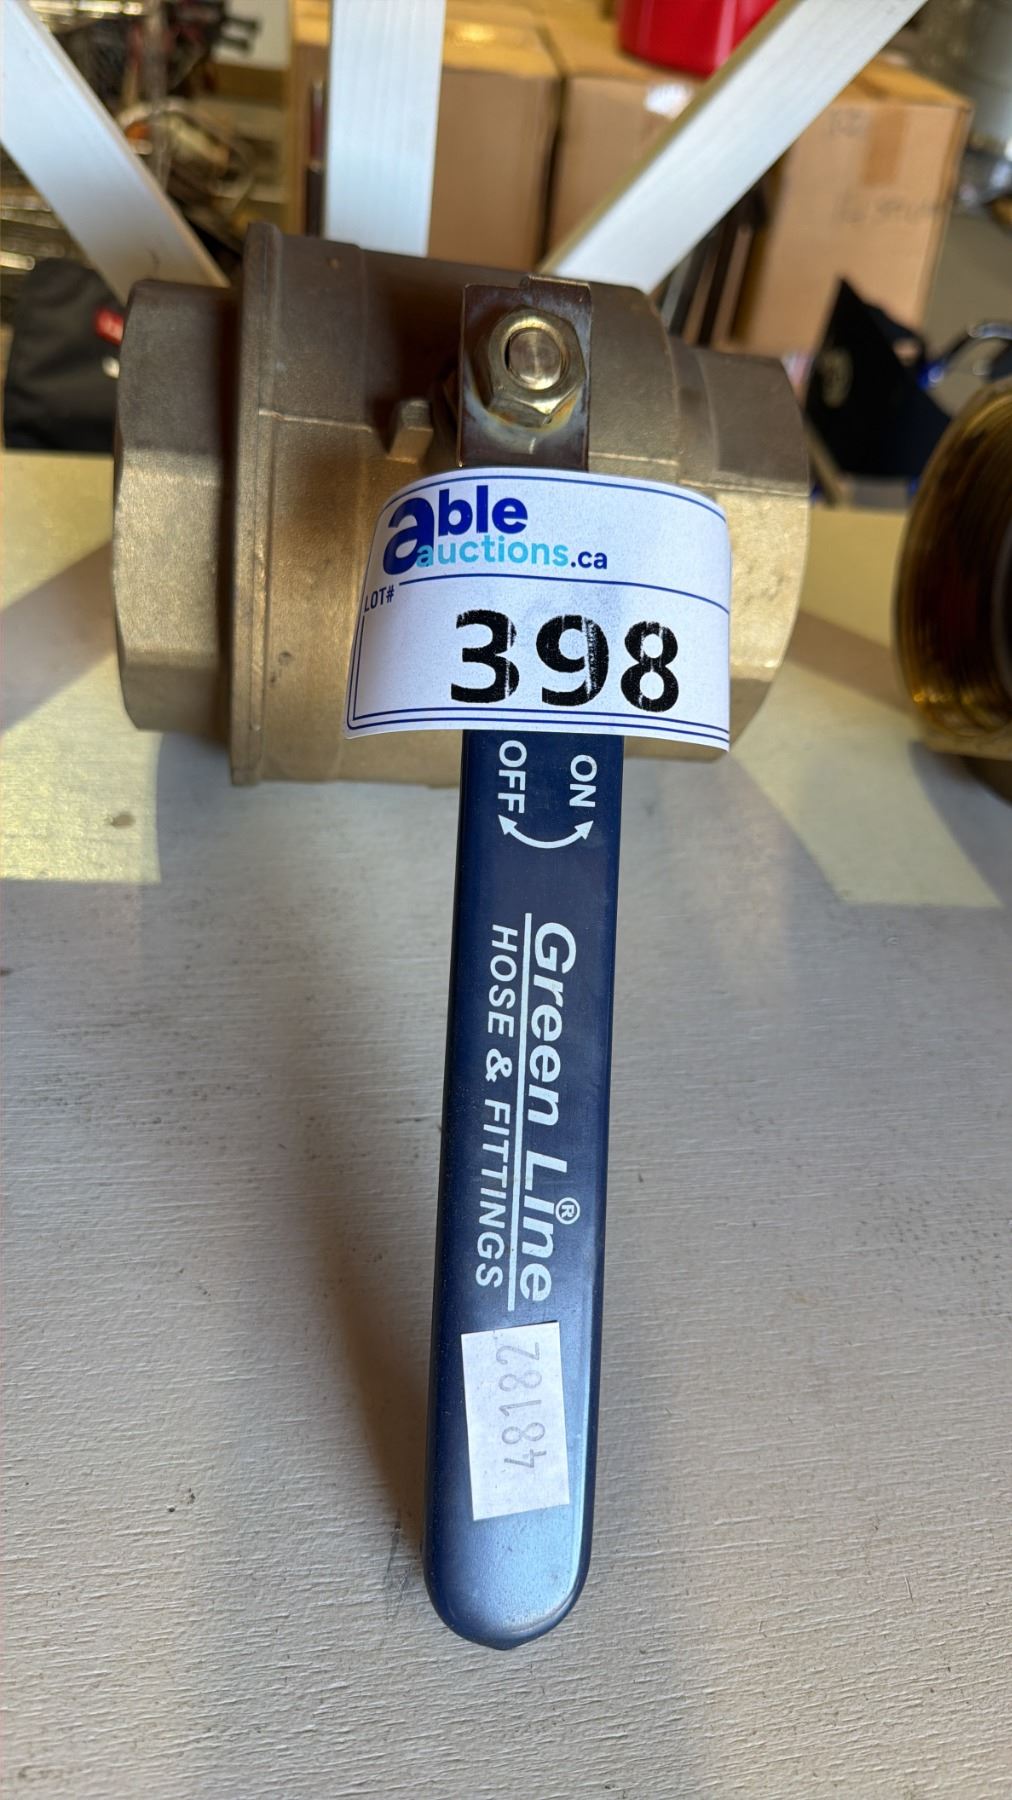 able
auctions.ca
LOT#
398
OFF ON
Green Line®
HOSE & FITTINGS
48182